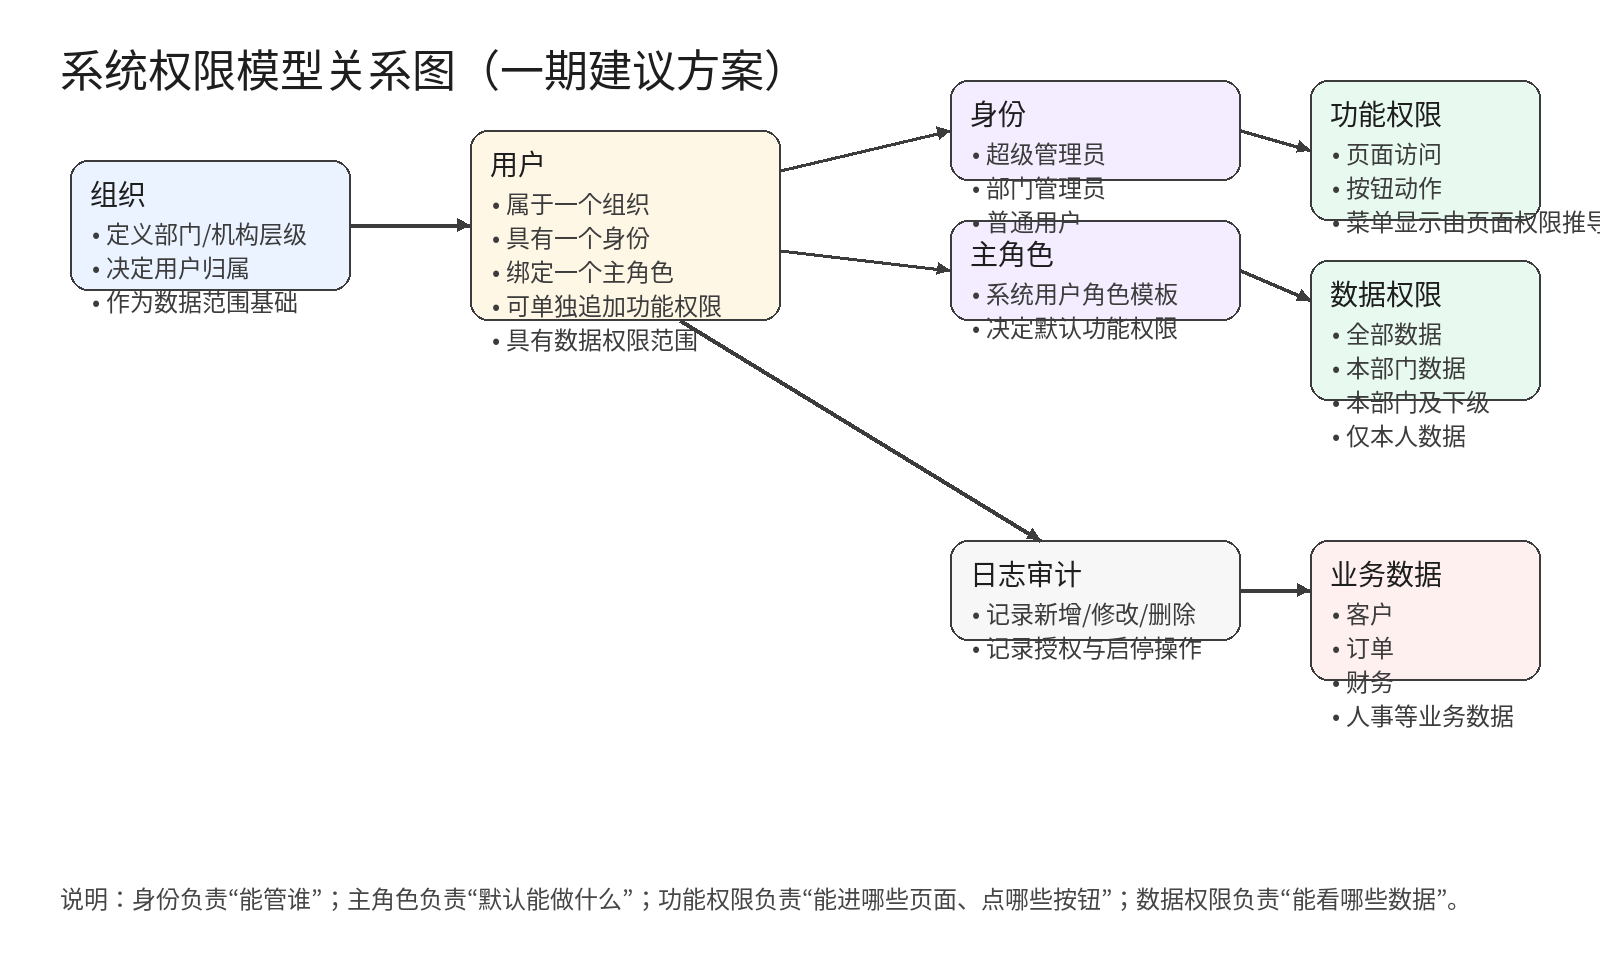 系统权限模型关系图（一期建议方案）
组织
• 定义部门/机构层级
• 决定用户归属
• 作为数据范围基础
用户
• 属于一个组织
• 具有一个身份
• 绑定一个主角色
• 可单独追加功能权限
• 具有数据权限范围
身份
• 超级管理员
• 部门管理员
• 普通用户
主角色
• 系统用户角色模板
• 决定默认功能权限
功能权限
• 页面访问
• 按钮动作
• 菜单显示由页面权限推导
数据权限
• 全部数据
• 本部门数据
• 本部门及下级
• 仅本人数据
日志审计
• 记录新增/修改/删除
• 记录授权与启停操作
业务数据
• 客户
• 订单
• 财务
• 人事等业务数据
说明：身份负责“能管谁”；主角色负责“默认能做什么”；功能权限负责“能进哪些页面、点哪些按钮”；数据权限负责“能看哪些数据”。